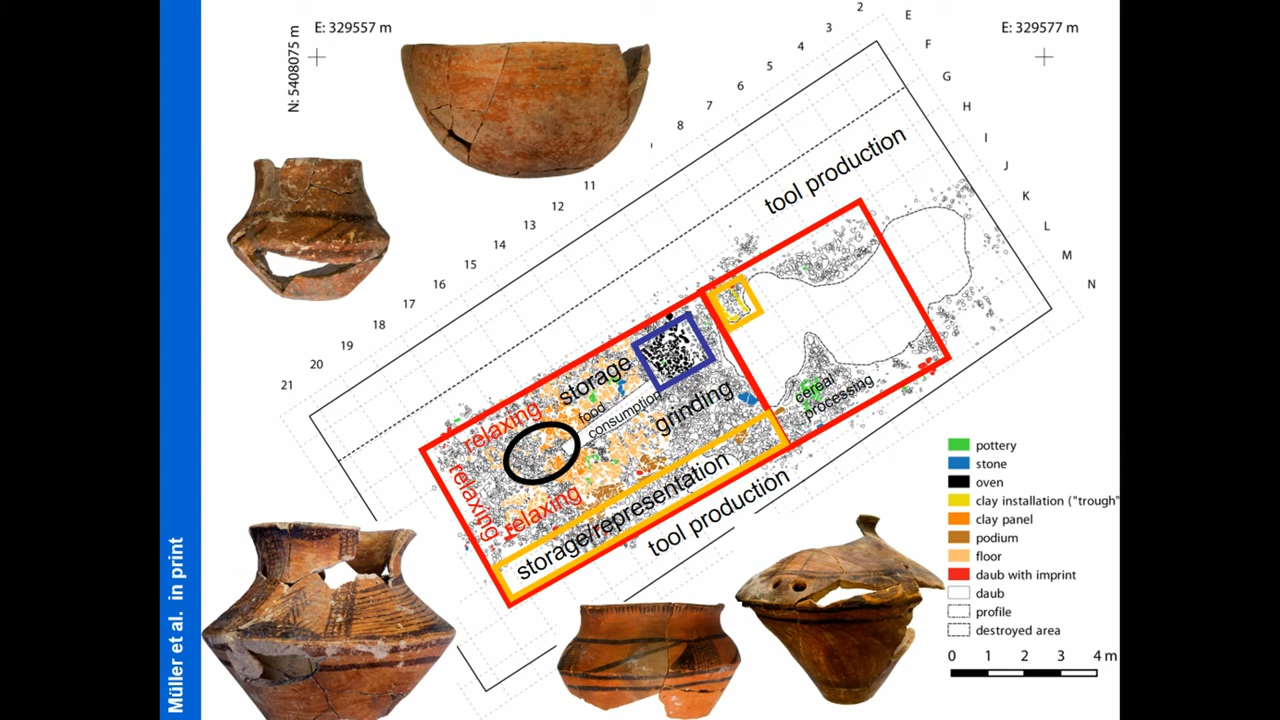 E: 329557 m
E: 329577 m
N: 5408075 m
2
3
4
5
6
7
8
11
12
13
14
15
16
17
18
19
20
21
E
F
G
H
I
J
K
L
M
N
tool production
storage
relaxing
food
consumption
grinding
cereal
processing
relaxing
relaxing
storage/representation
tool production
pottery
stone
oven
clay installation ("trough"
clay panel
podium
floor
daub with imprint
daub
profile
destroyed area
0 1 2 3 4 m
Müller et al. in print